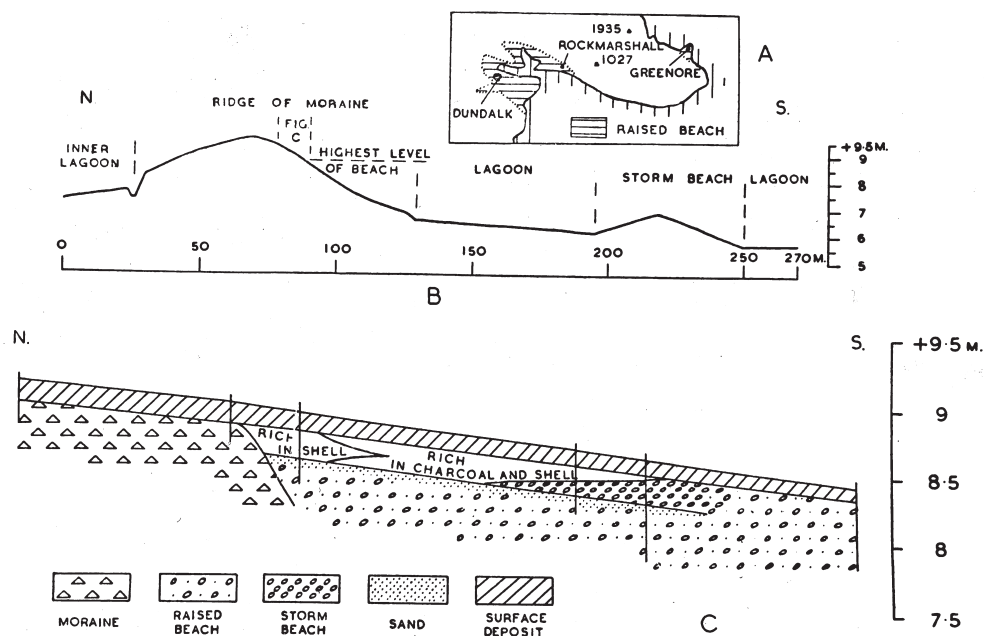 1935
ROCKMARSHALL
1027
GREENORE
DUNDALK
RAISED BEACH
A
S.
N
RIDGE OF MORAINE
FIG
C
INNER
LAGOON
HIGHEST LEVEL
OF BEACH
LAGOON
STORM BEACH
LAGOON
+9·5M.
9
8
7
6
5
0
50
100
150
200
250
270M.
B
N.
S.
+9·5 M.
9
8·5
8
7·5
RICH
IN SHELL
RICH
IN CHARCOAL AND SHELL
MORAINE
RAISED
BEACH
STORM
BEACH
SAND
SURFACE
DEPOSIT
C